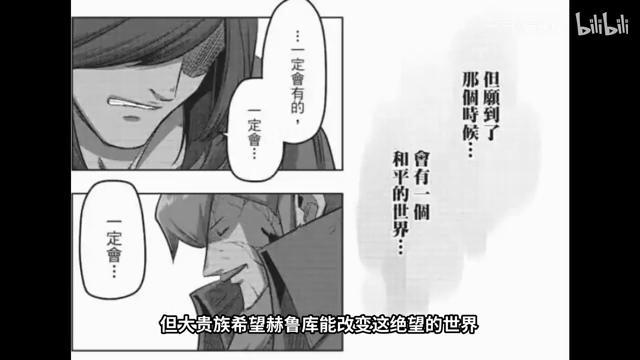 bilibili
但願到了
那個時候…
會有一個
和平的世界…
…一定會有的，
一定會…
一定會…
但大贵族希望赫鲁库能改变这绝望的世界